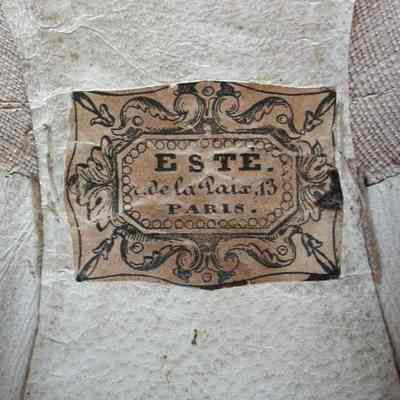 ESTE.
r. de la Paix, 13
PARIS.